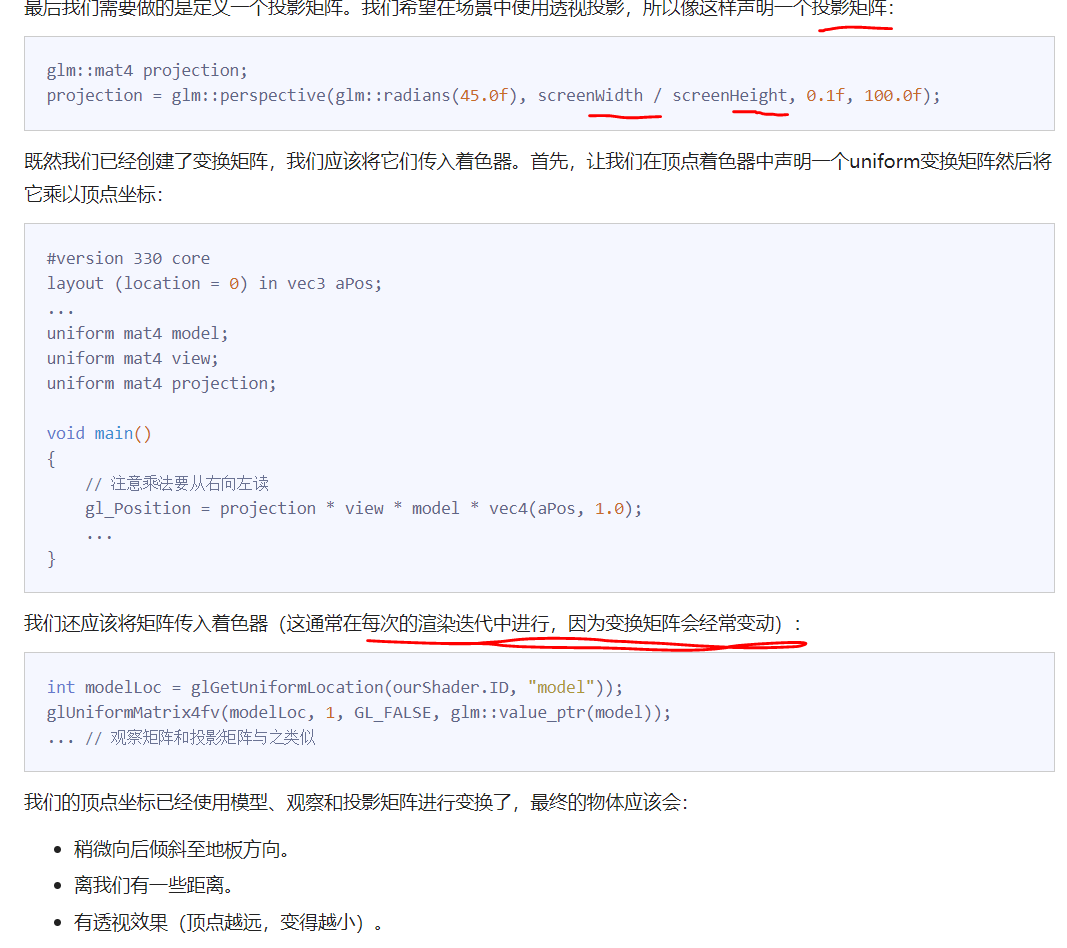 最后我们需要做的是定义一个投影矩阵。我们希望在场景中使用透视投影，所以像这样声明一个投影矩阵：
glm::mat4 projection;
projection = glm::perspective(glm::radians(45.0f), screenWidth / screenHeight, 0.1f, 100.0f);
既然我们已经创建了变换矩阵，我们应该将它们传入着色器。首先，让我们在顶点着色器中声明一个uniform变换矩阵然后将
它乘以顶点坐标：
#version 330 core
layout (location = 0) in vec3 aPos;
...
uniform mat4 model;
uniform mat4 view;
uniform mat4 projection;
void main()
{
// 注意乘法要从右向左读
gl_Position = projection * view * model * vec4(aPos, 1.0);
...
}
我们还应该将矩阵传入着色器（这通常在每次的渲染迭代中进行，因为变换矩阵会经常变动）：
int modelLoc = glGetUniformLocation(ourShader.ID, "model"));
glUniformMatrix4fv(modelLoc, 1, GL_FALSE, glm::value_ptr(model));
... // 观察矩阵和投影矩阵与之类似
我们的顶点坐标已经使用模型、观察和投影矩阵进行变换了，最终的物体应该会：
• 稍微向后倾斜至地板方向。
• 离我们有一些距离。
• 有透视效果（顶点越远，变得越小）。